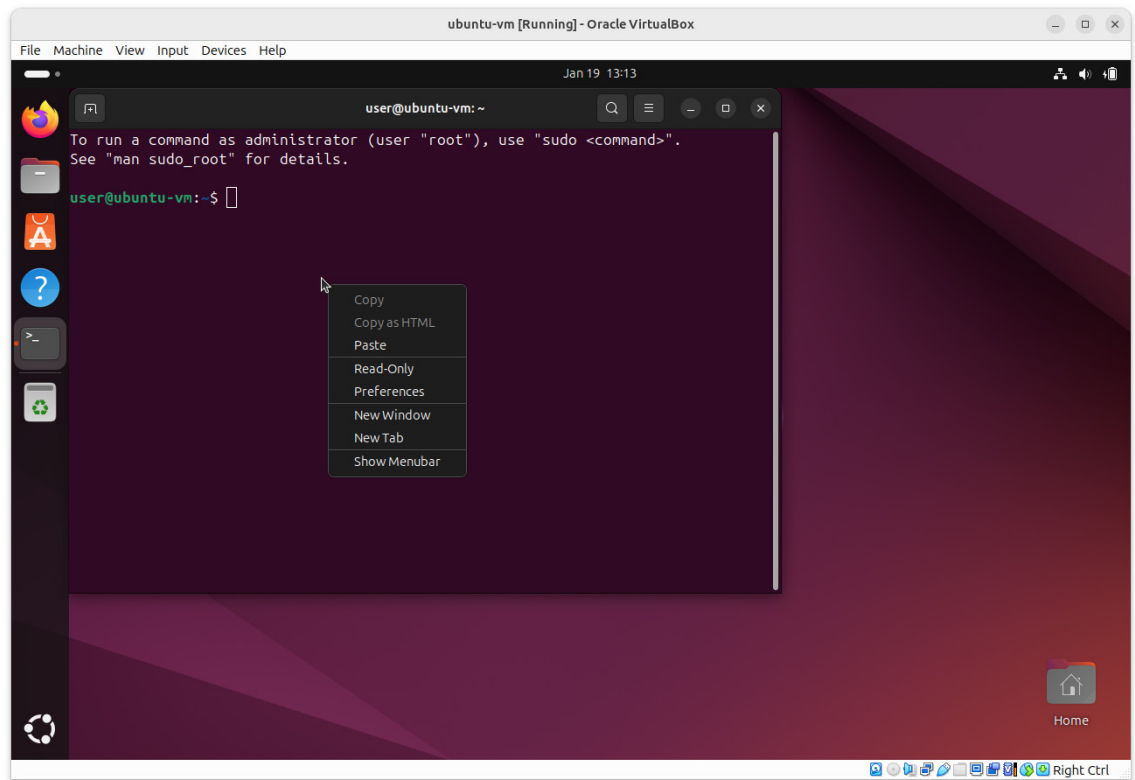 ubuntu-vm [Running] - Oracle VirtualBox
File Machine View Input Devices Help
Jan 19 13:13
user@ubuntu-vm: ~
To run a command as administrator (user "root"), use "sudo <command>".
See "man sudo_root" for details.
user@ubuntu-vm:~$
Copy
Copy as HTML
Paste
Read-Only
Preferences
New Window
New Tab
Show Menubar
Home
Right Ctrl